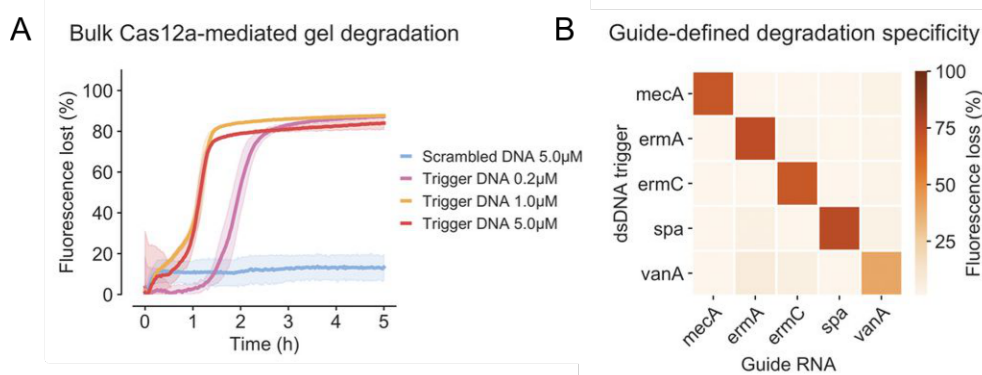 A
Bulk Cas12a-mediated gel degradation
Fluorescence lost (%)
100
80
60
40
20
0
0 1 2 3 4 5
Time (h)
Scrambled DNA 5.0µM
Trigger DNA 0.2µM
Trigger DNA 1.0µM
Trigger DNA 5.0µM
B
Guide-defined degradation specificity
dsDNA trigger
mecA
ermA
ermC
spa
vanA
mecA ermA ermC spa vanA
Guide RNA
100
75
50
25
Fluorescence loss (%)